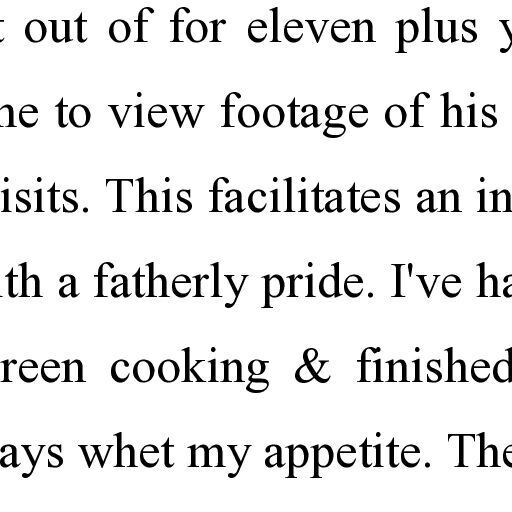 t out of for eleven plus y
ne to view footage of his
isits. This facilitates an in
th a fatherly pride. I've ha
reen cooking & finished
ays whet my appetite. The